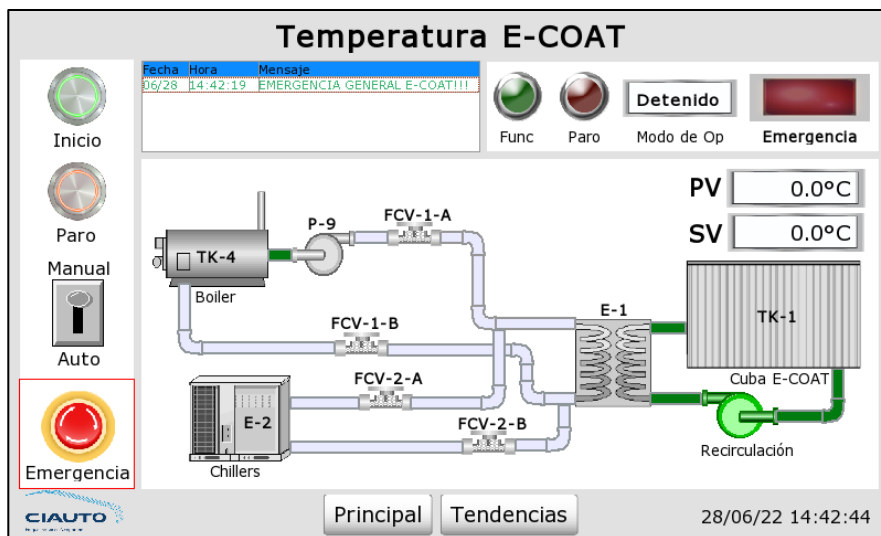 Temperatura E-COAT
Inicio
Paro
Manual
Auto
Emergencia
Fecha Hora Mensaje
06/28 14:42:19 EMERGENCIA GENERAL E-COAT!!!
Func
Paro
Detenido
Modo de Op
Emergencia
PV 0.0°C
SV 0.0°C
P-9
FCV-1-A
TK-4
Boiler
FCV-1-B
E-1
TK-1
Cuba E-COAT
FCV-2-A
E-2
FCV-2-B
Chillers
Recirculación
CIAUTO
Principal
Tendencias
28/06/22 14:42:44